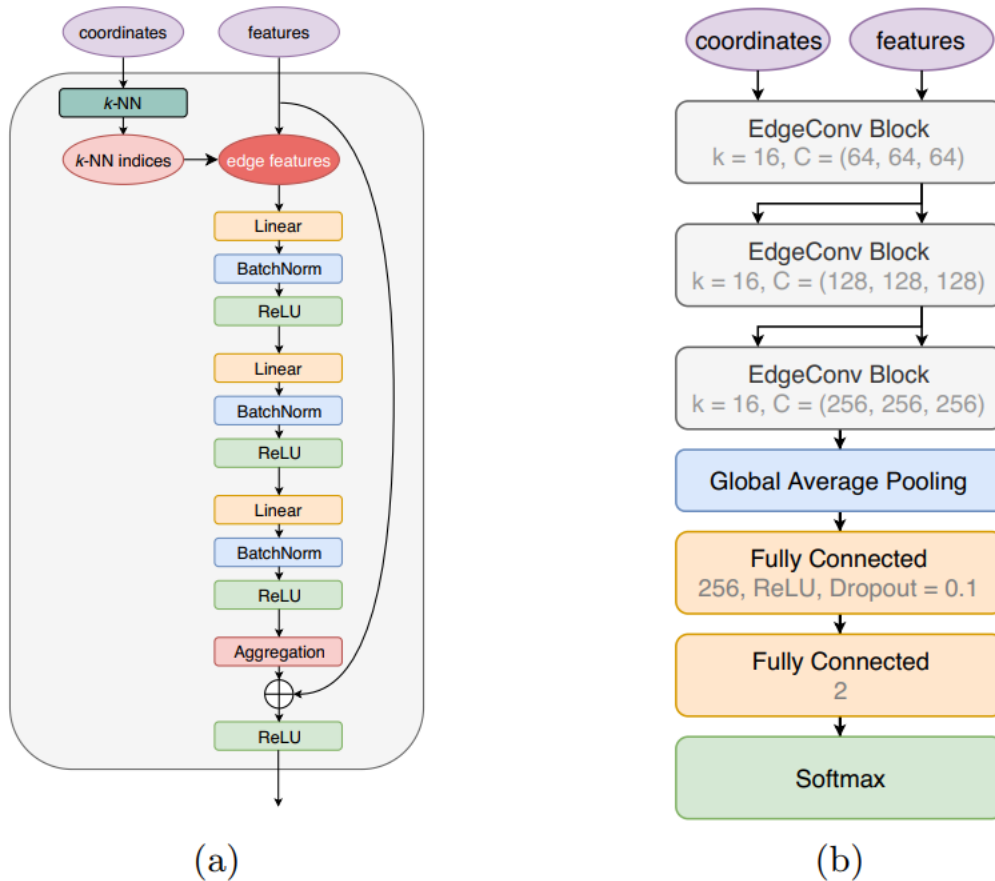 coordinates
features
k-NN
k-NN indices
edge features
Linear
BatchNorm
ReLU
Linear
BatchNorm
ReLU
Linear
BatchNorm
ReLU
Aggregation
ReLU
(a)
coordinates
features
EdgeConv Block
k = 16, C = (64, 64, 64)
EdgeConv Block
k = 16, C = (128, 128, 128)
EdgeConv Block
k = 16, C = (256, 256, 256)
Global Average Pooling
Fully Connected
256, ReLU, Dropout = 0.1
Fully Connected
2
Softmax
(b)